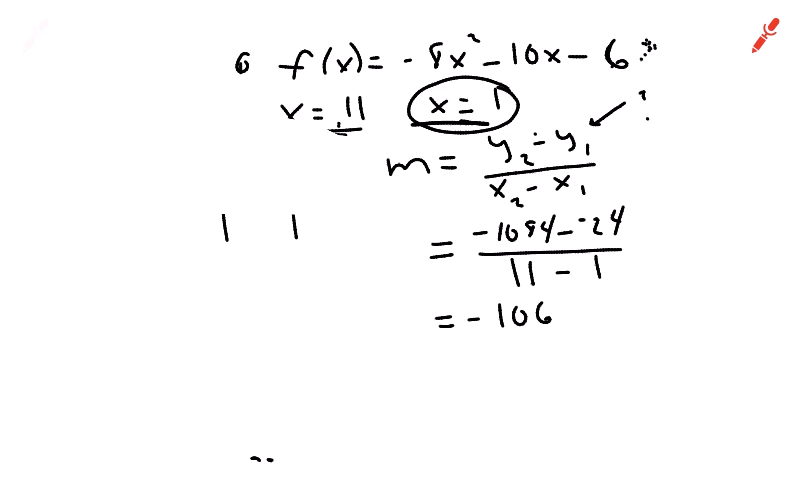 6 f(x) = -8x² - 10x - 6
x = 11 x = 1
?
m = y₂ - y₁ / x₂ - x₁
1 1
= -1084 - -24 / 11 - 1
= -106